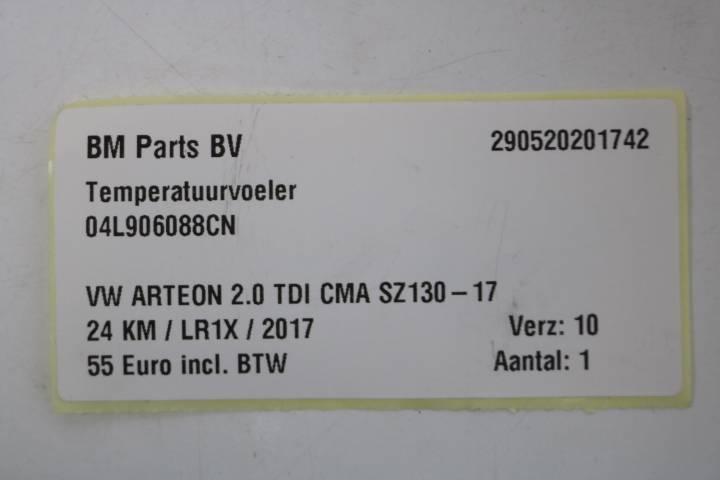 BM Parts BV 290520201742
Temperatuurvoeler
04L906088CN
VW ARTEON 2.0 TDI CMA SZ130-17
24 KM / LR1X / 2017 Verz: 10
55 Euro incl. BTW Aantal: 1